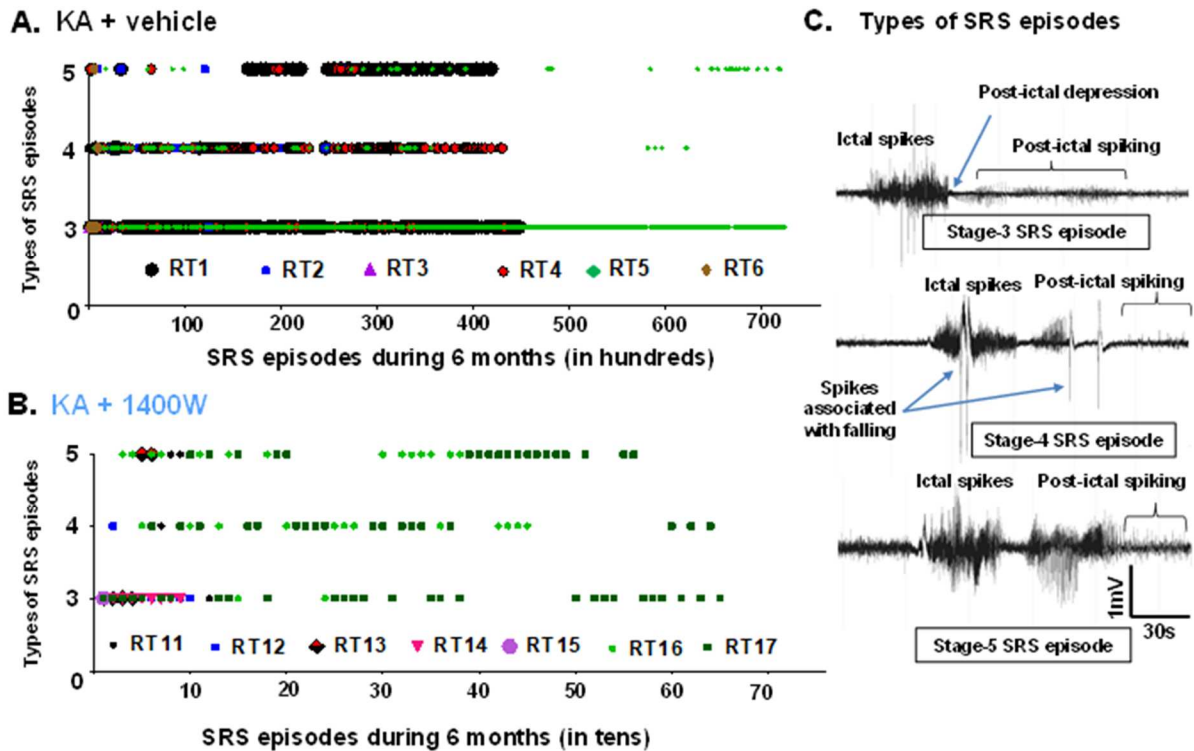 A. KA + vehicle
Types of SRS episodes
5
4
3
0
RT1 RT2 RT3 RT4 RT5 RT6
100 200 300 400 500 600 700
SRS episodes during 6 months (in hundreds)
B. KA + 1400W
Types of SRS episodes
5
4
3
0
RT11 RT12 RT13 RT14 RT15 RT16 RT17
10 20 30 40 50 60 70
SRS episodes during 6 months (in tens)
C. Types of SRS episodes
Post-ictal depression
Ictal spikes
Post-ictal spiking
Stage-3 SRS episode
Ictal spikes Post-ictal spiking
Spikes
associated
with falling
Stage-4 SRS episode
Ictal spikes Post-ictal spiking
1mV
30s
Stage-5 SRS episode